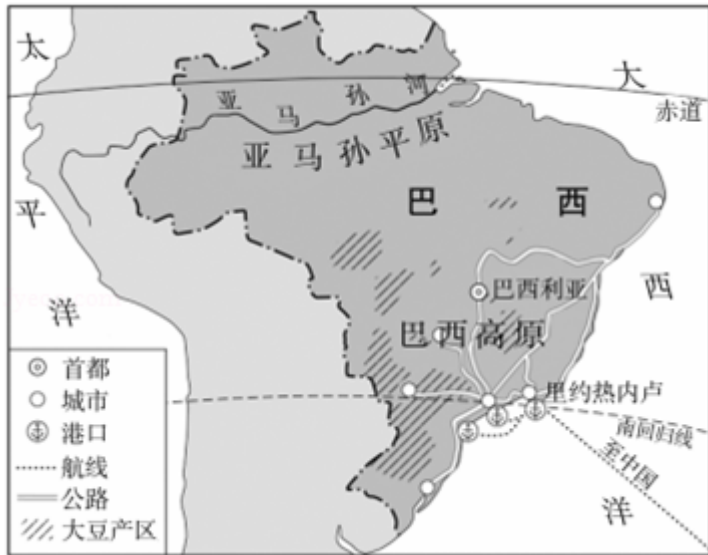 太
平
洋
大
西
洋
赤道
亚马孙河
亚马孙平原
巴西
巴西利亚
巴西高原
里约热内卢
南回归线
至中国
首都
城市
港口
航线
公路
大豆产区